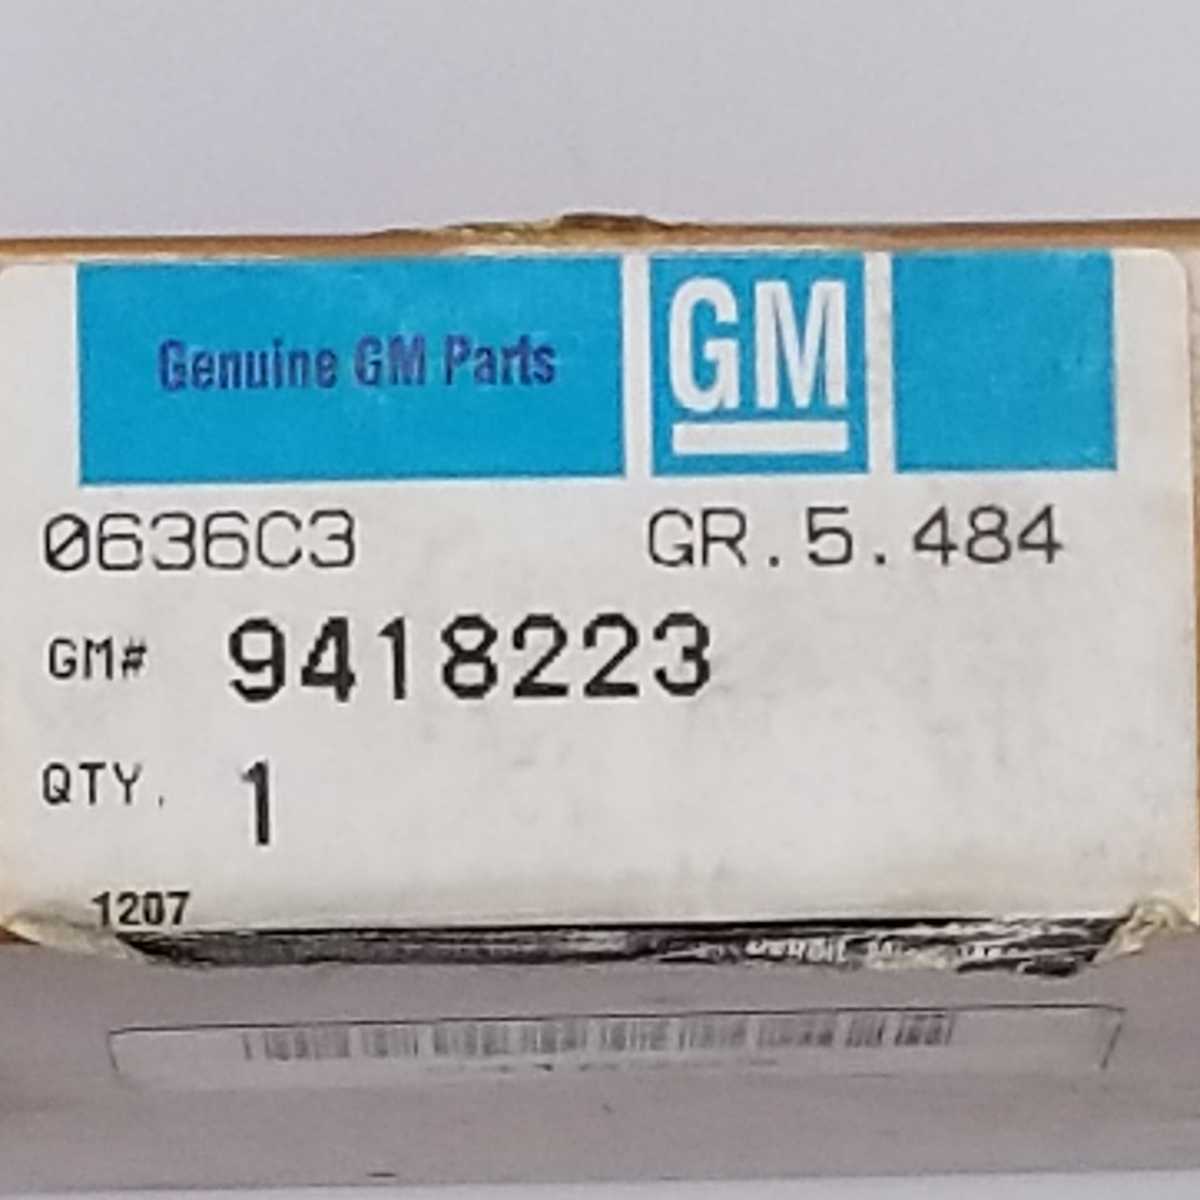 Genuine GM Parts
GM
0636C3 GR.5.484
GM# 9418223
QTY. 1
1207